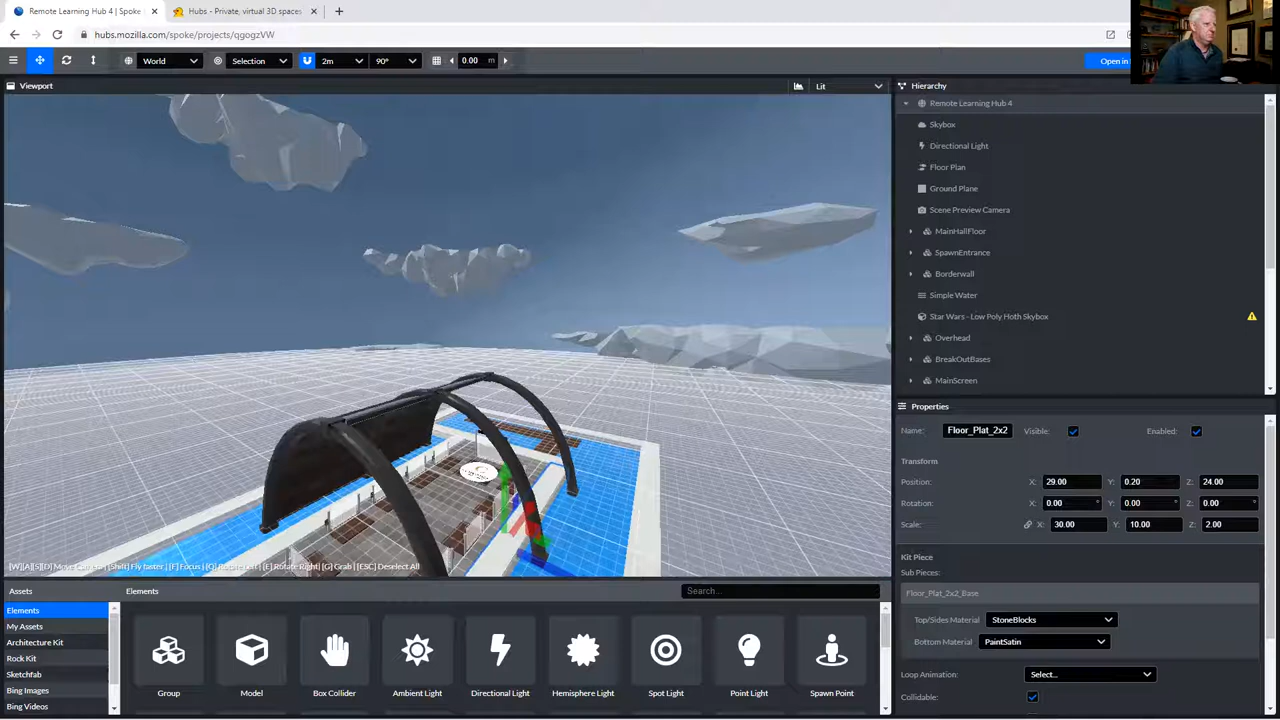 Remote Learning Hub 4 | Spoke
Hubs - Private, virtual 3D spaces
hubs.mozilla.com/spoke/projects/qgogzVW
World
Selection
2m
90°
0.00 m
Open in
Viewport
Lit
Hierarchy
Remote Learning Hub 4
Skybox
Directional Light
Floor Plan
Ground Plane
Scene Preview Camera
MainHallFloor
SpawnEntrance
Borderwall
Simple Water
Star Wars - Low Poly Hoth Skybox
Overhead
BreakOutBases
MainScreen
Properties
Name: Floor_Plat_2x2 Visible: Enabled:
Transform
Position: X: 29.00 Y: 0.20 Z: 24.00
Rotation: X: 0.00 ° Y: 0.00 ° Z: 0.00 °
Scale: X: 30.00 Y: 10.00 Z: 2.00
Kit Piece
Sub Pieces:
Floor_Plat_2x2_Base
Top/Sides Material StoneBlocks
Bottom Material PaintSatin
Loop Animation: Select...
Collidable:
[W][A][S][D] Move Camera | [Shift] Fly faster | [F] Focus | [Q] Rotate Left | [E] Rotate Right | [G] Grab | [ESC] Deselect All
Assets
Elements
My Assets
Architecture Kit
Rock Kit
Sketchfab
Bing Images
Bing Videos
Elements
Search...
Group
Model
Box Collider
Ambient Light
Directional Light
Hemisphere Light
Spot Light
Point Light
Spawn Point